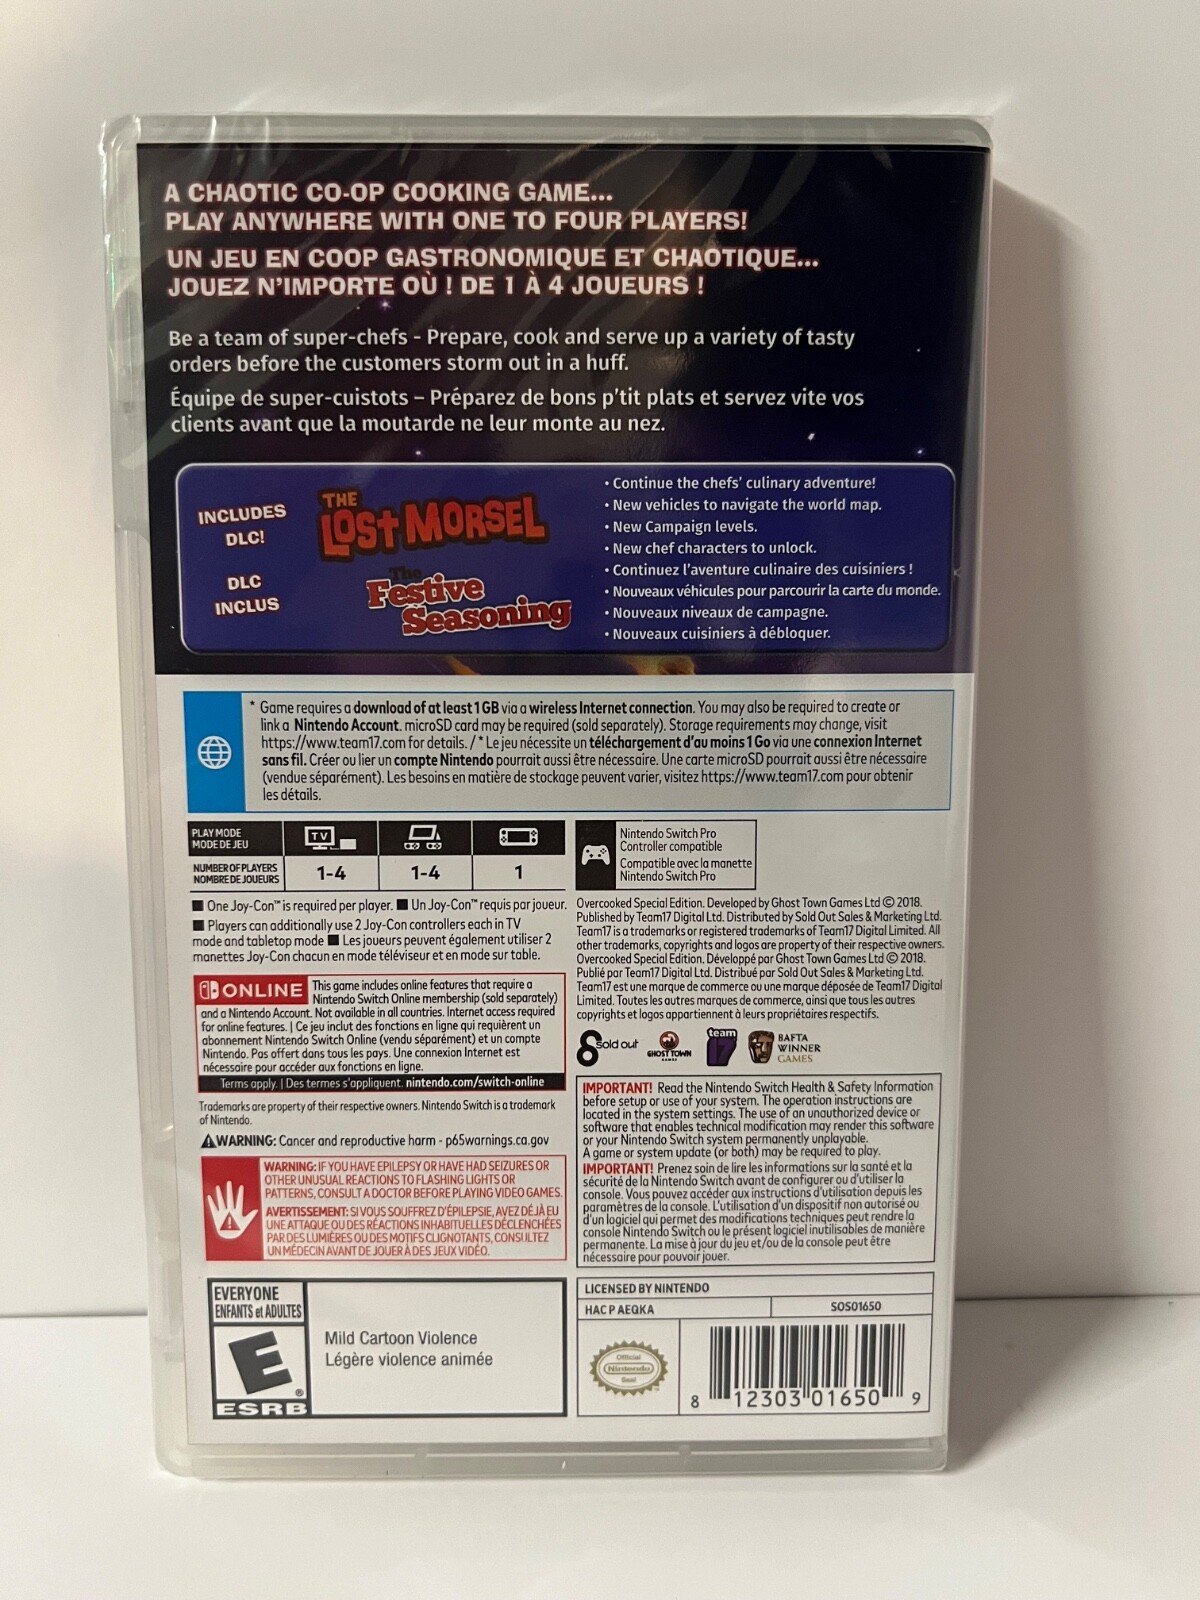 A CHAOTIC CO-OP COOKING GAME...
PLAY ANYWHERE WITH ONE TO FOUR PLAYERS!
UN JEU EN COOP GASTRONOMIQUE ET CHAOTIQUE...
JOUEZ N'IMPORTE OÙ ! DE 1 À 4 JOUEURS !
Be a team of super-chefs - Prepare, cook and serve up a variety of tasty
orders before the customers storm out in a huff.
Équipe de super-cuistots – Préparez de bons p'tit plats et servez vite vos
clients avant que la moutarde ne leur monte au nez.
INCLUDES
DLC!
DLC
INCLUS
THE
LOST MORSEL
The
Festive
Seasoning
• Continue the chefs' culinary adventure!
• New vehicles to navigate the world map.
• New Campaign levels.
• New chef characters to unlock.
• Continuez l'aventure culinaire des cuisiniers !
• Nouveaux véhicules pour parcourir la carte du monde.
• Nouveaux niveaux de campagne.
• Nouveaux cuisiniers à débloquer.
* Game requires a download of at least 1 GB via a wireless Internet connection. You may also be required to create or
link a Nintendo Account. microSD card may be required (sold separately). Storage requirements may change, visit
https://www.team17.com for details. / * Le jeu nécessite un téléchargement d'au moins 1 Go via une connexion Internet
sans fil. Créer ou lier un compte Nintendo pourrait aussi être nécessaire. Une carte microSD pourrait aussi être nécessaire
(vendue séparément). Les besoins en matière de stockage peuvent varier, visitez https://www.team17.com pour obtenir
les détails.
PLAY MODE
MODE DE JEU
TV
NUMBER OF PLAYERS
NOMBRE DE JOUEURS
1-4
1-4
1
■ One Joy-Con™ is required per player. ■ Un Joy-Con™ requis par joueur.
■ Players can additionally use 2 Joy-Con controllers each in TV
mode and tabletop mode ■ Les joueurs peuvent également utiliser 2
manettes Joy-Con chacun en mode téléviseur et en mode sur table.
ONLINE
This game includes online features that require a
Nintendo Switch Online membership (sold separately)
and a Nintendo Account. Not available in all countries. Internet access required
for online features. | Ce jeu inclut des fonctions en ligne qui requièrent un
abonnement Nintendo Switch Online (vendu séparément) et un compte
Nintendo. Pas offert dans tous les pays. Une connexion Internet est
nécessaire pour accéder aux fonctions en ligne.
Terms apply. | Des termes s'appliquent. nintendo.com/switch-online
Trademarks are property of their respective owners. Nintendo Switch is a trademark
of Nintendo.
WARNING: Cancer and reproductive harm - p65warnings.ca.gov
WARNING: IF YOU HAVE EPILEPSY OR HAVE HAD SEIZURES OR
OTHER UNUSUAL REACTIONS TO FLASHING LIGHTS OR
PATTERNS, CONSULT A DOCTOR BEFORE PLAYING VIDEO GAMES.
AVERTISSEMENT: SI VOUS SOUFFREZ D'ÉPILEPSIE, AVEZ DÉJÀ EU
UNE ATTAQUE OU DES RÉACTIONS INHABITUELLES DÉCLENCHÉES
PAR DES LUMIÈRES OU DES MOTIFS CLIGNOTANTS, CONSULTEZ
UN MÉDECIN AVANT DE JOUER À DES JEUX VIDÉO.
EVERYONE
ENFANTS et ADULTES
E
®
ESRB
Mild Cartoon Violence
Légère violence animée
Nintendo Switch Pro
Controller compatible
Compatible avec la manette
Nintendo Switch Pro
Overcooked Special Edition. Developed by Ghost Town Games Ltd © 2018.
Published by Team17 Digital Ltd. Distributed by Sold Out Sales & Marketing Ltd.
Team17 is a trademarks or registered trademarks of Team17 Digital Limited. All
other trademarks, copyrights and logos are property of their respective owners.
Overcooked Special Edition. Développé par Ghost Town Games Ltd © 2018.
Publié par Team17 Digital Ltd. Distribué par Sold Out Sales & Marketing Ltd.
Team17 est une marque de commerce ou une marque déposée de Team17 Digital
Limited. Toutes les autres marques de commerce, ainsi que tous les autres
copyrights et logos appartiennent à leurs propriétaires respectifs.
Sold out
GHOST TOWN
GAMES
team
17
BAFTA
WINNER
GAMES
IMPORTANT! Read the Nintendo Switch Health & Safety Information
before setup or use of your system. The operation instructions are
located in the system settings. The use of an unauthorized device or
software that enables technical modification may render this software
or your Nintendo Switch system permanently unplayable.
A game or system update (or both) may be required to play.
IMPORTANT! Prenez soin de lire les informations sur la santé et la
sécurité de la Nintendo Switch avant de configurer ou d'utiliser la
console. Vous pouvez accéder aux instructions d'utilisation depuis les
paramètres de la console. L'utilisation d'un dispositif non autorisé ou
d'un logiciel qui permet des modifications techniques peut rendre la
console Nintendo Switch ou le présent logiciel inutilisables de manière
permanente. La mise à jour du jeu et/ou de la console peut être
nécessaire pour pouvoir jouer.
LICENSED BY NINTENDO
HAC P AEQKA
SOS01650
Official
Nintendo
Seal
8 12303 01650 9